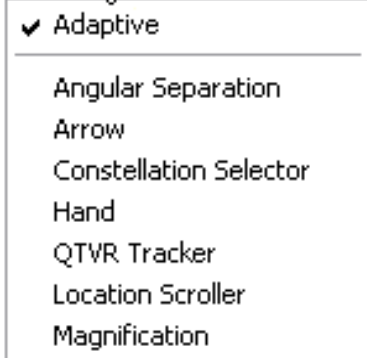 Adaptive
Angular Separation
Arrow
Constellation Selector
Hand
QTVR Tracker
Location Scroller
Magnification